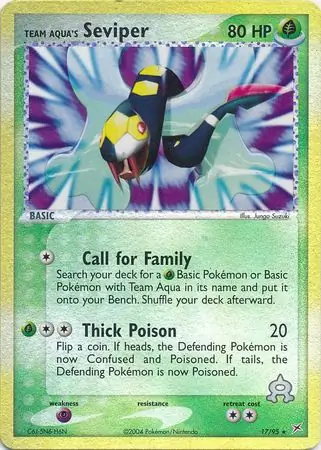 TEAM AQUA'S Seviper 80 HP
BASIC
Illus. Jungo Suzuki
Call for Family
Search your deck for a Basic Pokémon or Basic
Pokémon with Team Aqua in its name and put it
onto your Bench. Shuffle your deck afterward.
Thick Poison 20
Flip a coin. If heads, the Defending Pokémon is
now Confused and Poisoned. If tails, the
Defending Pokémon is now Poisoned.
weakness resistance retreat cost
©2004 Pokémon/Nintendo 17/95